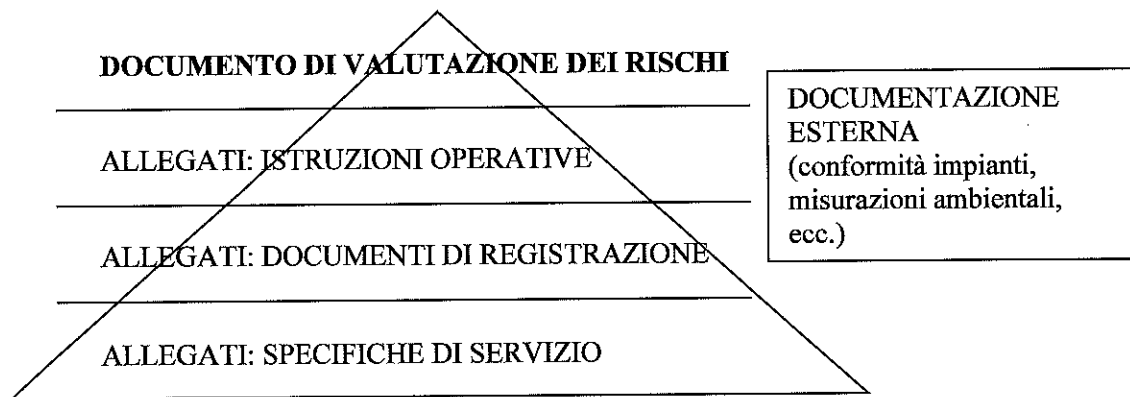 DOCUMENTO DI VALUTAZIONE DEI RISCHI
ALLEGATI: ISTRUZIONI OPERATIVE
ALLEGATI: DOCUMENTI DI REGISTRAZIONE
ALLEGATI: SPECIFICHE DI SERVIZIO
DOCUMENTAZIONE
ESTERNA
(conformità impianti,
misurazioni ambientali,
ecc.)